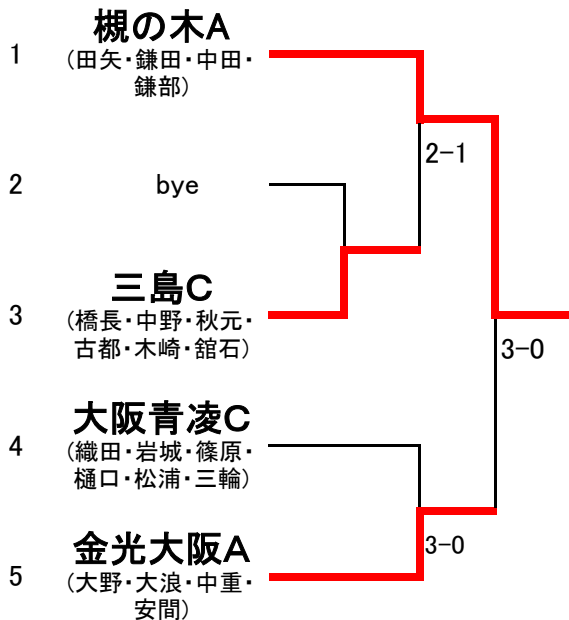 槻の木A
1
(田矢・鎌田・中田・
鎌部)
2-1
2
bye
三島C
3
(橋長・中野・秋元・
古都・木崎・舘石)
3-0
大阪青凌C
4
(織田・岩城・篠原・
樋口・松浦・三輪)
金光大阪A
3-0
5
(大野・大浪・中重・
安間)